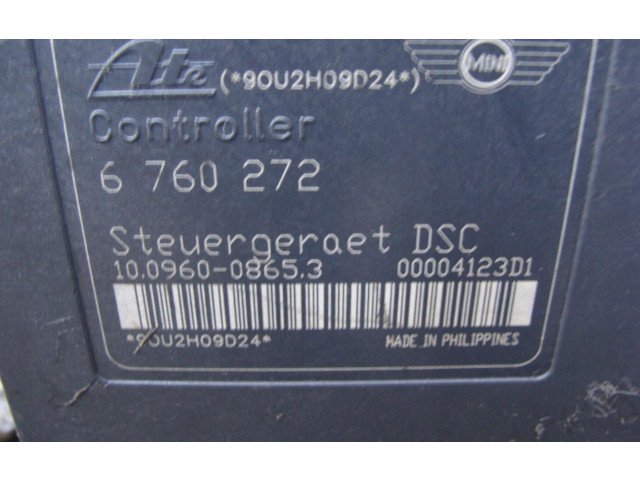 Ate (*90U2H09D24*) MINI
Controller
6 760 272
Steuergeraet DSC
10.0960-0865.3 00004123D1
*90U2H09D24* MADE IN PHILIPPINES